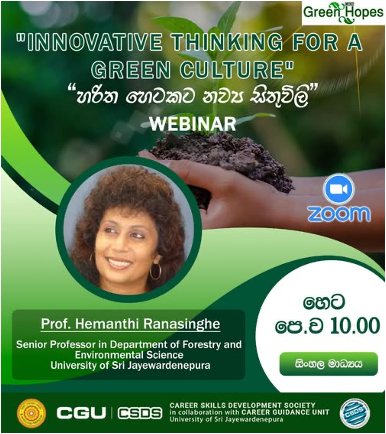 Green Hopes
"INNOVATIVE THINKING FOR A
GREEN CULTURE"
“හරිත හෙටකට නව්‍ය සිතුවිලි”
WEBINAR
zoom
Prof. Hemanthi Ranasinghe
Senior Professor in Department of Forestry and
Environmental Science
University of Sri Jayewardenepura
හෙට
පෙ.ව 10.00
සිංහල මාධ්‍යය
CGU | CSDS
CAREER SKILLS DEVELOPMENT SOCIETY
in collaboration with CAREER GUIDANCE UNIT
University of Sri Jayewardenepura
CSDS